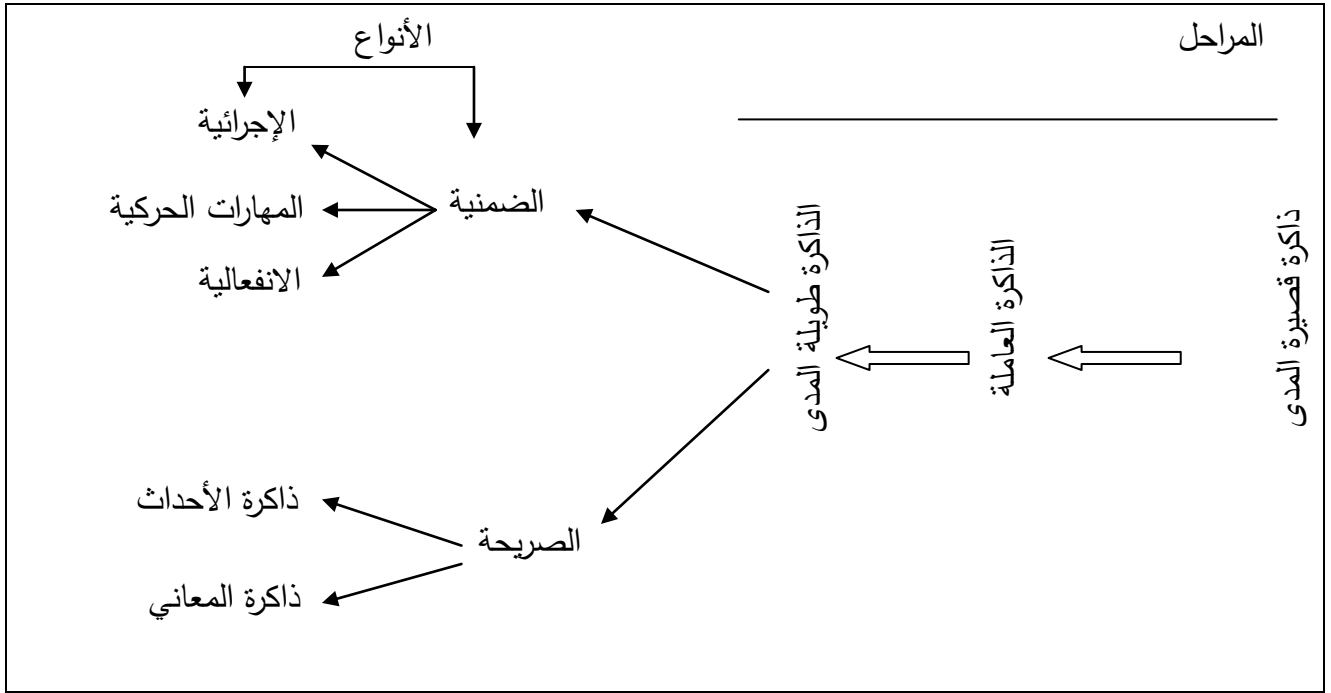 المراحل
الأنواع
ذاكرة قصيرة المدى
الذاكرة العاملة
الذاكرة طويلة المدى
الضمنية
الإجرائية
المهارات الحركية
الانفعالية
الصريحة
ذاكرة الأحداث
ذاكرة المعاني